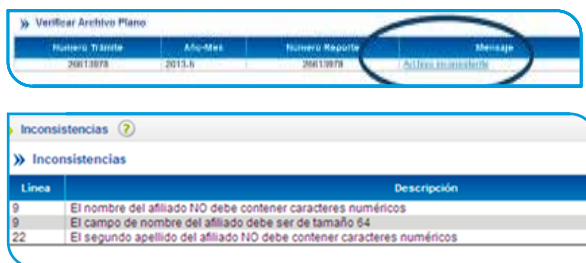 » Verificar Archivo Plano
Numero Trámite Año-Mes Numero Reporte Mensaje
26613978 2013-6 26613978 Archivo inconsistente
Inconsistencias ?
» Inconsistencias
Linea Descripción
9 El nombre del afiliado NO debe contener caracteres numéricos
9 El campo de nombre del afiliado debe ser de tamaño 64
22 El segundo apellido del afiliado NO debe contener caracteres numéricos